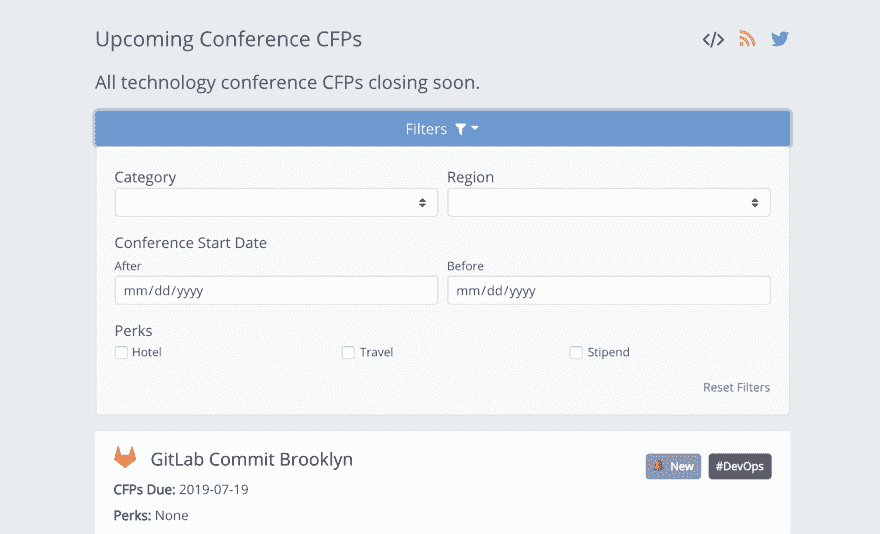 Upcoming Conference CFPs
All technology conference CFPs closing soon.
Filters
Category Region
Conference Start Date
After Before
mm/dd/yyyy mm/dd/yyyy
Perks
Hotel Travel Stipend
Reset Filters
GitLab Commit Brooklyn New #DevOps
CFPs Due: 2019-07-19
Perks: None